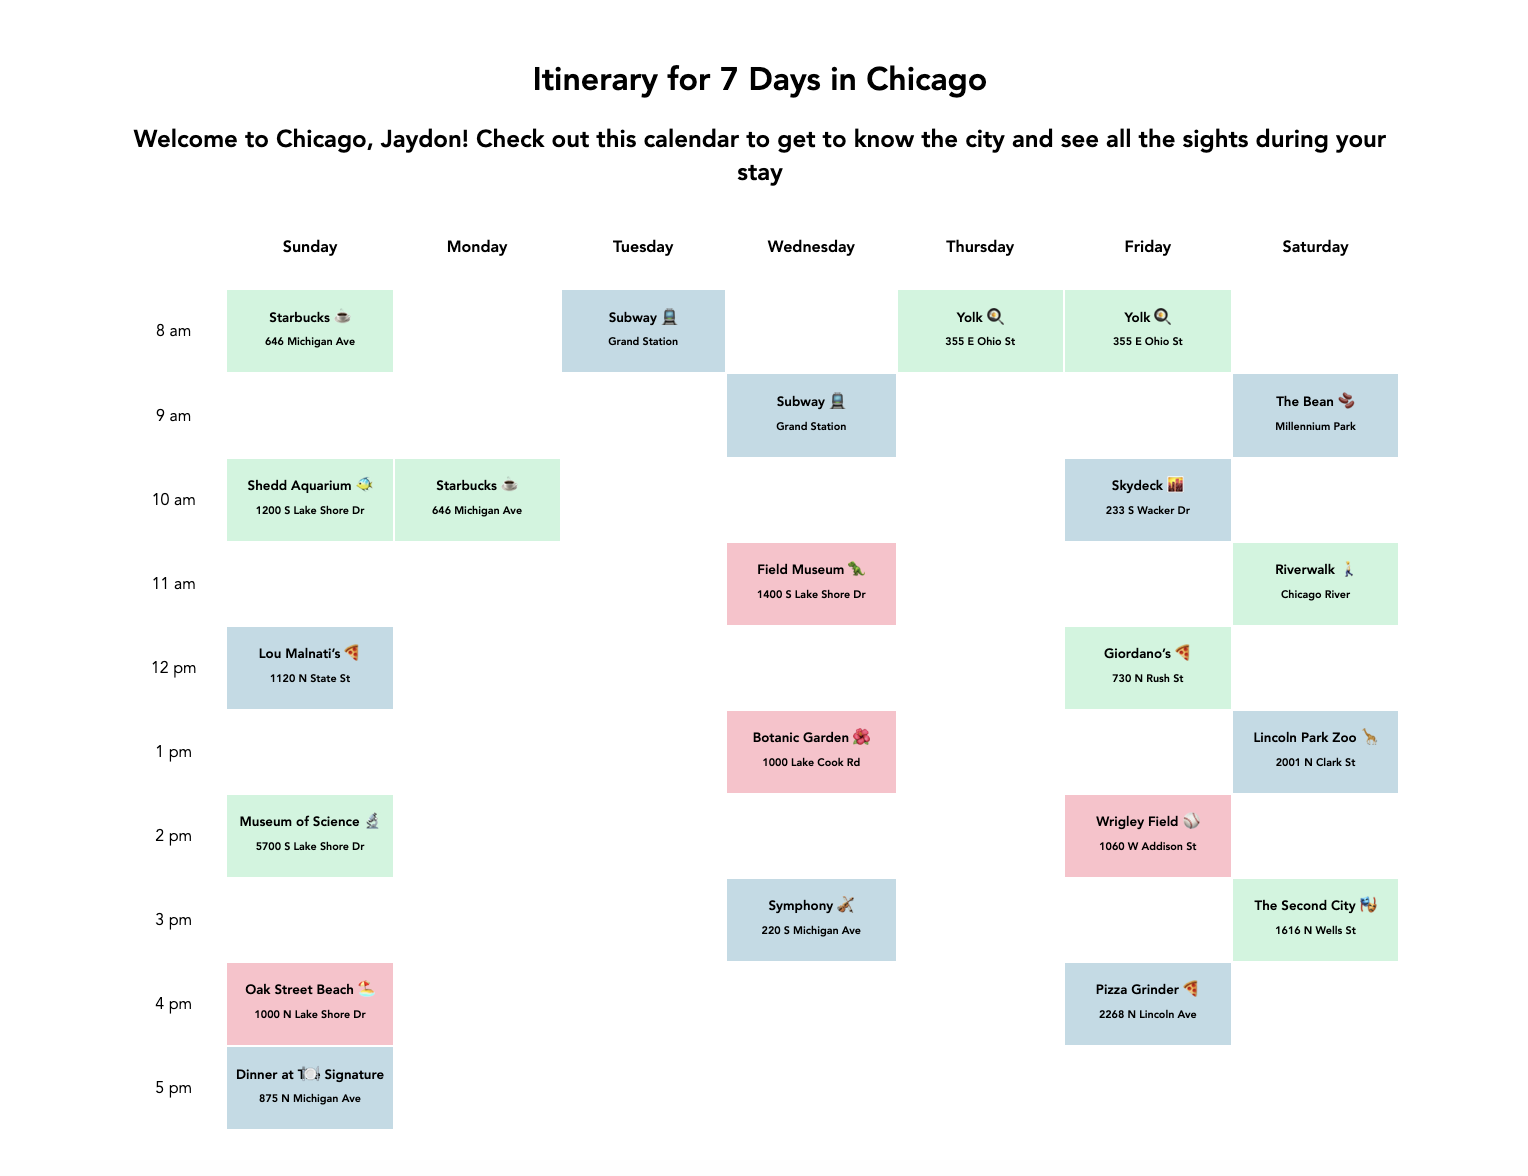 Itinerary for 7 Days in Chicago
Welcome to Chicago, Jaydon! Check out this calendar to get to know the city and see all the sights during your
stay
Sunday Monday Tuesday Wednesday Thursday Friday Saturday
8 am
Starbucks
646 Michigan Ave
Subway
Grand Station
Yolk
355 E Ohio St
Yolk
355 E Ohio St
9 am
Subway
Grand Station
The Bean
Millennium Park
10 am
Shedd Aquarium
1200 S Lake Shore Dr
Starbucks
646 Michigan Ave
Skydeck
233 S Wacker Dr
11 am
Field Museum
1400 S Lake Shore Dr
Riverwalk
Chicago River
12 pm
Lou Malnati’s
1120 N State St
Giordano’s
730 N Rush St
1 pm
Botanic Garden
1000 Lake Cook Rd
Lincoln Park Zoo
2001 N Clark St
2 pm
Museum of Science
5700 S Lake Shore Dr
Wrigley Field
1060 W Addison St
3 pm
Symphony
220 S Michigan Ave
The Second City
1616 N Wells St
4 pm
Oak Street Beach
1000 N Lake Shore Dr
Pizza Grinder
2268 N Lincoln Ave
5 pm
Dinner at The Signature
875 N Michigan Ave